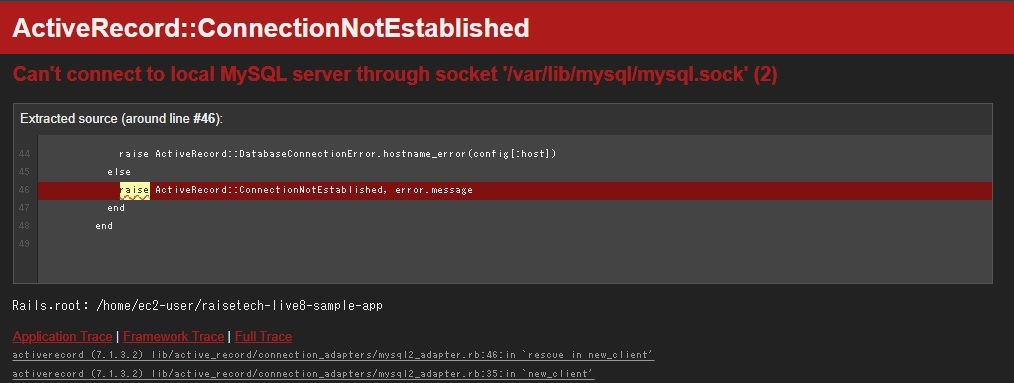 ActiveRecord::ConnectionNotEstablished
Can't connect to local MySQL server through socket '/var/lib/mysql/mysql.sock' (2)
Extracted source (around line #46):
44 raise ActiveRecord::DatabaseConnectionError.hostname_error(config[:host])
45 else
46 raise ActiveRecord::ConnectionNotEstablished, error.message
47 end
48 end
49
Rails.root: /home/ec2-user/raisetech-live8-sample-app
Application Trace | Framework Trace | Full Trace
activerecord (7.1.3.2) lib/active_record/connection_adapters/mysql2_adapter.rb:46:in `rescue in new_client'
activerecord (7.1.3.2) lib/active_record/connection_adapters/mysql2_adapter.rb:35:in `new_client'